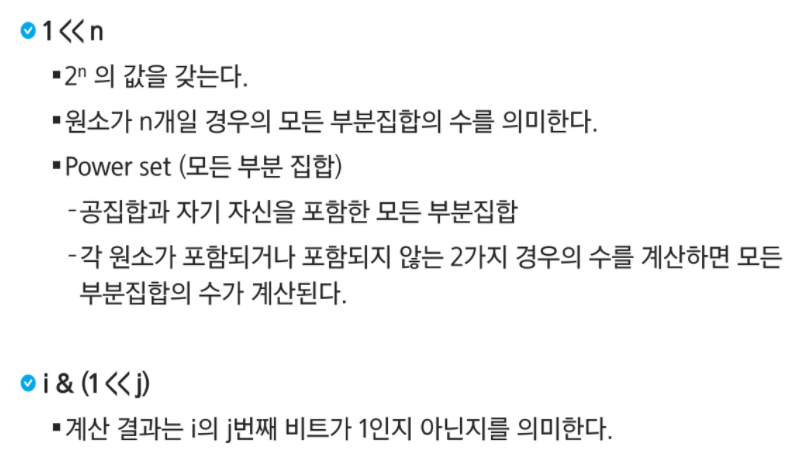 1<<n
▪2ⁿ 의 값을 갖는다.
▪원소가 n개일 경우의 모든 부분집합의 수를 의미한다.
▪Power set (모든 부분 집합)
-공집합과 자기 자신을 포함한 모든 부분집합
-각 원소가 포함되거나 포함되지 않는 2가지 경우의 수를 계산하면 모든
부분집합의 수가 계산된다.
i & (1<<j)
▪계산 결과는 i의 j번째 비트가 1인지 아닌지를 의미한다.